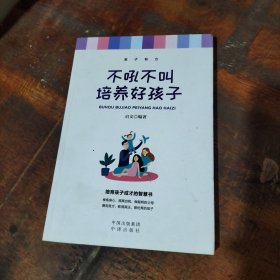 亲子教育
不吼不叫
培养好孩子
BUHOU BUJIAO PEIYANG HAO HAIZI
启文◎编著
培育孩子成才的智慧书
中国出版集团
中译出版社